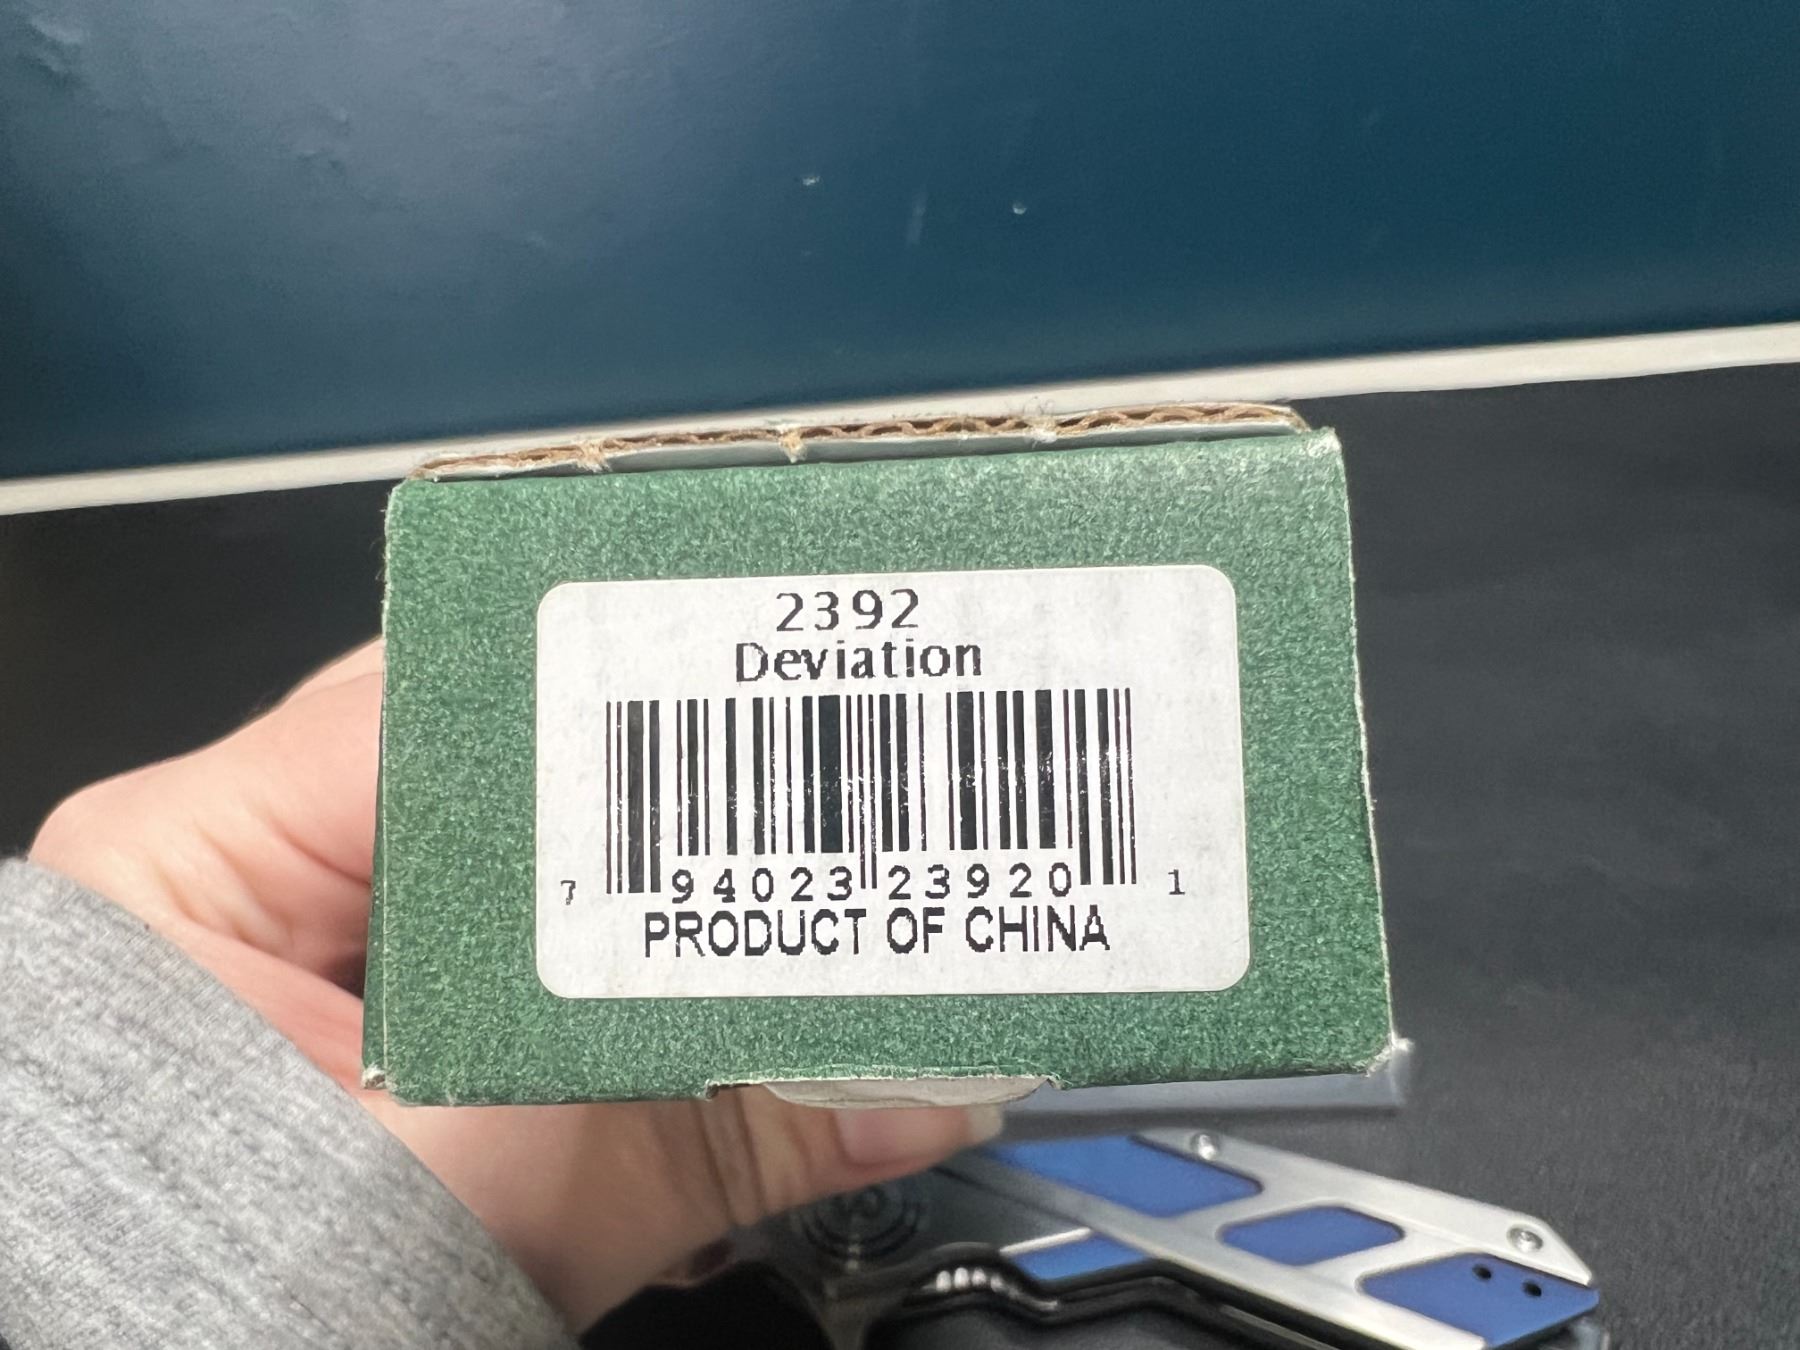 2392
Deviation
7 94023 23920 1
PRODUCT OF CHINA